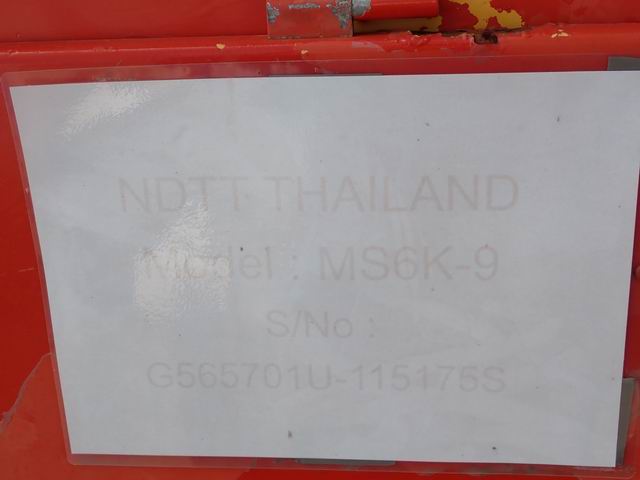 NDTT THAILAND
Model : MS6K-9
S/No :
G565701U-115175S